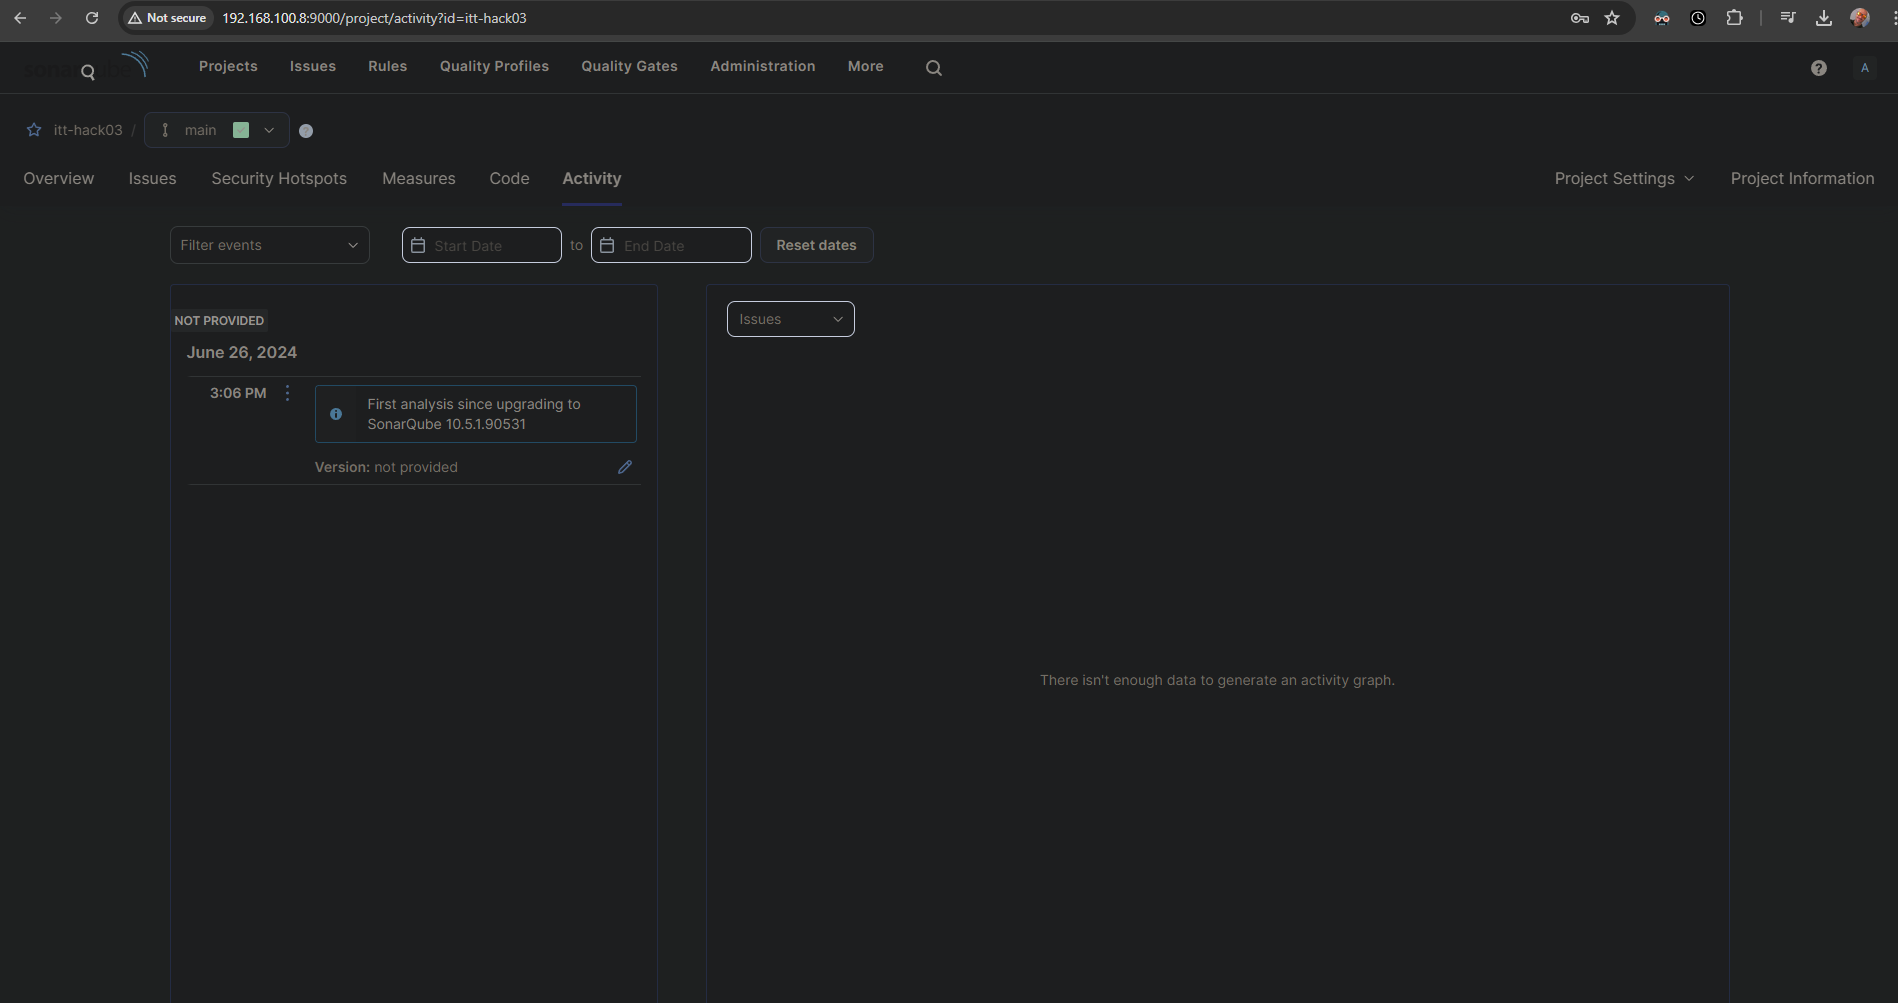 Not secure 192.168.100.8:9000/project/activity?id=itt-hack03
sonarqube Projects Issues Rules Quality Profiles Quality Gates Administration More ? A
itt-hack03 / main
Overview Issues Security Hotspots Measures Code Activity Project Settings Project Information
Filter events Start Date to End Date Reset dates
NOT PROVIDED
June 26, 2024
3:06 PM
First analysis since upgrading to
SonarQube 10.5.1.90531
Version: not provided
Issues
There isn't enough data to generate an activity graph.